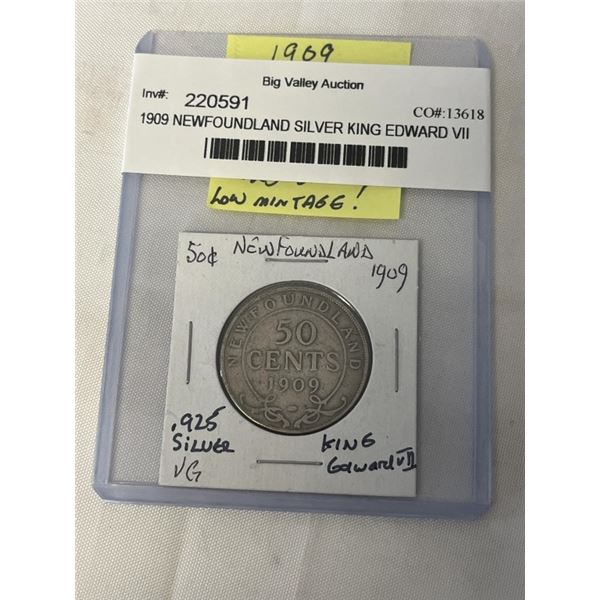 1909
Big Valley Auction
Inv#: 220591 CO#:13618
1909 NEWFOUNDLAND SILVER KING EDWARD VII
LOW MINTAGE!
50¢ NEWFOUNDLAND 1909
NEWFOUNDLAND
50
CENTS
1909
.925 SILVER
VG
KING
Edward VII